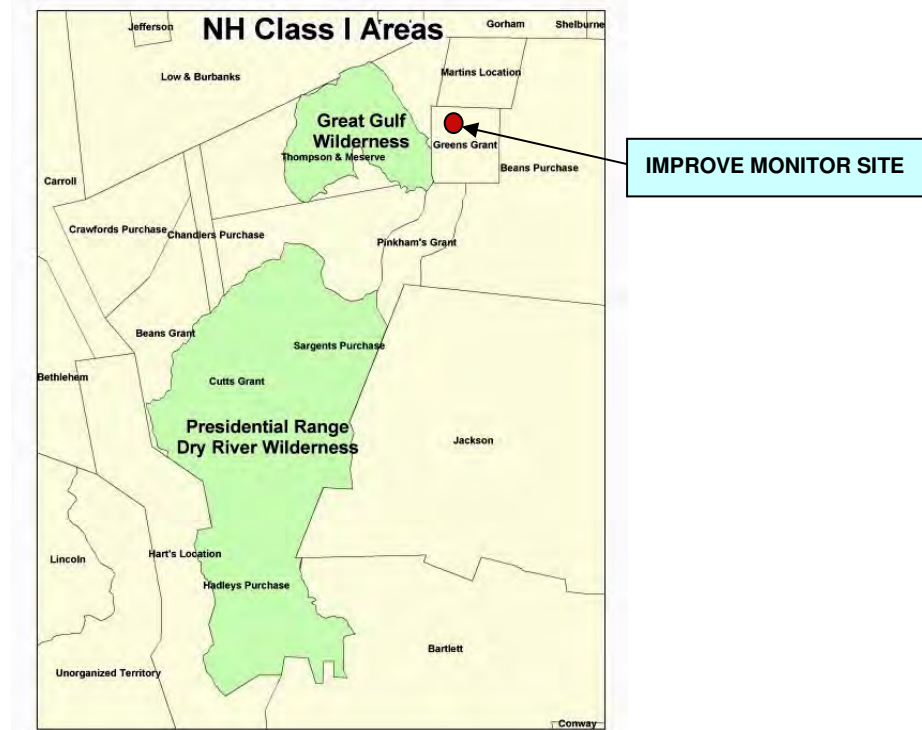 NH Class I Areas
Jefferson
Gorham
Shelburne
Low & Burbanks
Martins Location
Great Gulf
Wilderness
Thompson & Meserve
Greens Grant
IMPROVE MONITOR SITE
Beans Purchase
Carroll
Crawfords Purchase
Chandlers Purchase
Pinkham's Grant
Beans Grant
Sargents Purchase
Bethlehem
Cutts Grant
Presidential Range
Dry River Wilderness
Jackson
Lincoln
Hart's Location
Hadleys Purchase
Bartlett
Unorganized Territory
Conway